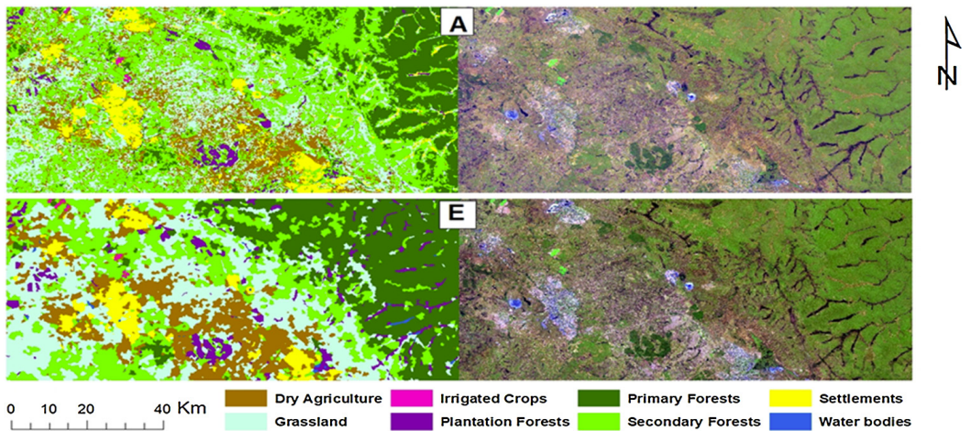 A
N
E
Dry Agriculture Irrigated Crops Primary Forests Settlements
0 10 20 40 Km
Grassland Plantation Forests Secondary Forests Water bodies